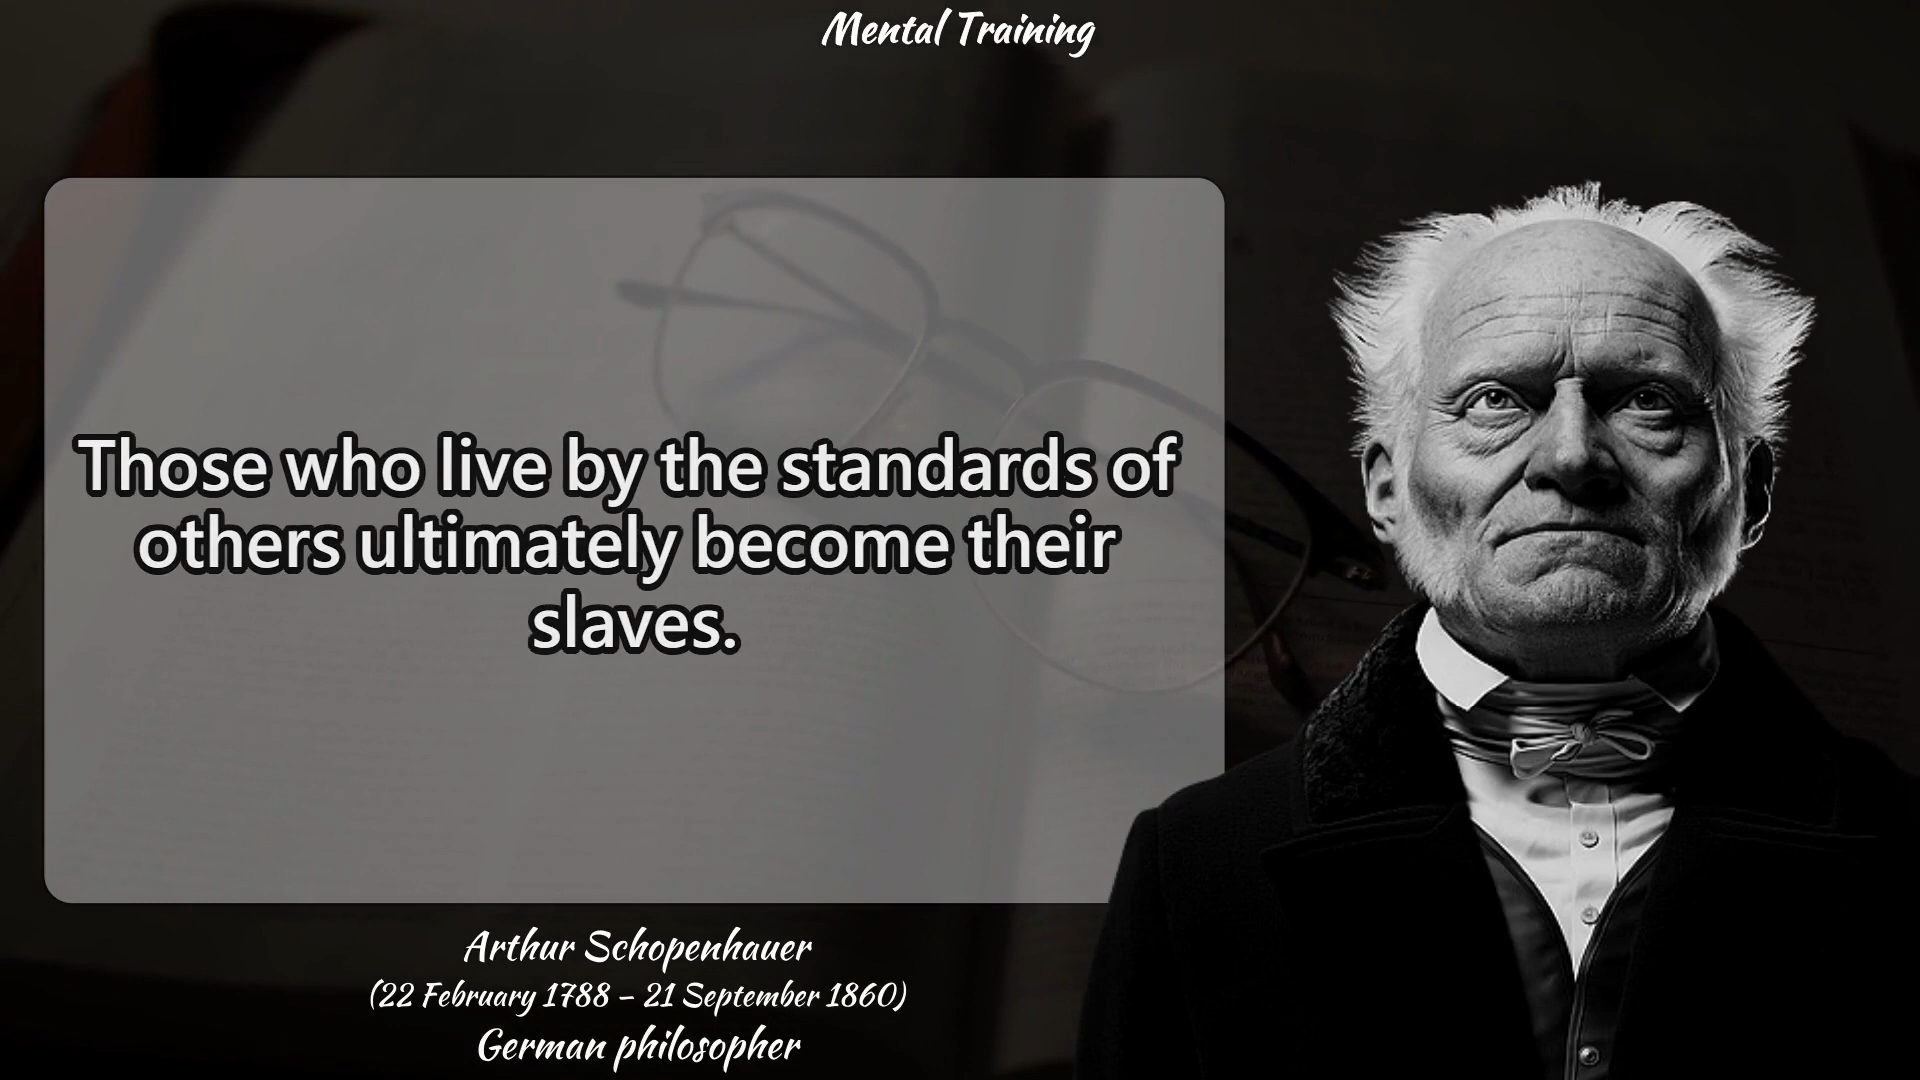 Mental Training
Those who live by the standards of
others ultimately become their
slaves.
Arthur Schopenhauer
(22 February 1788 – 21 September 1860)
German philosopher